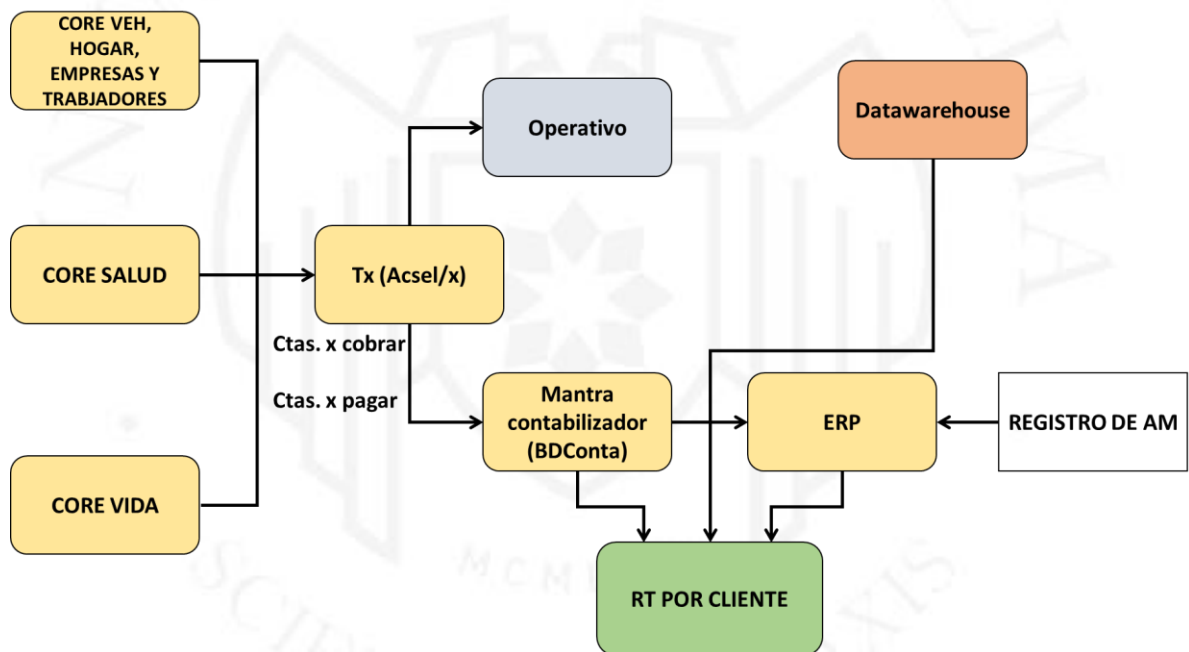 CORE VEH,
HOGAR,
EMPRESAS Y
TRABJADORES
Operativo
Datawarehouse
CORE SALUD
Tx (Acsel/x)
Ctas. x cobrar
Ctas. x pagar
Mantra
contabilizador
(BDConta)
ERP
REGISTRO DE AM
CORE VIDA
RT POR CLIENTE